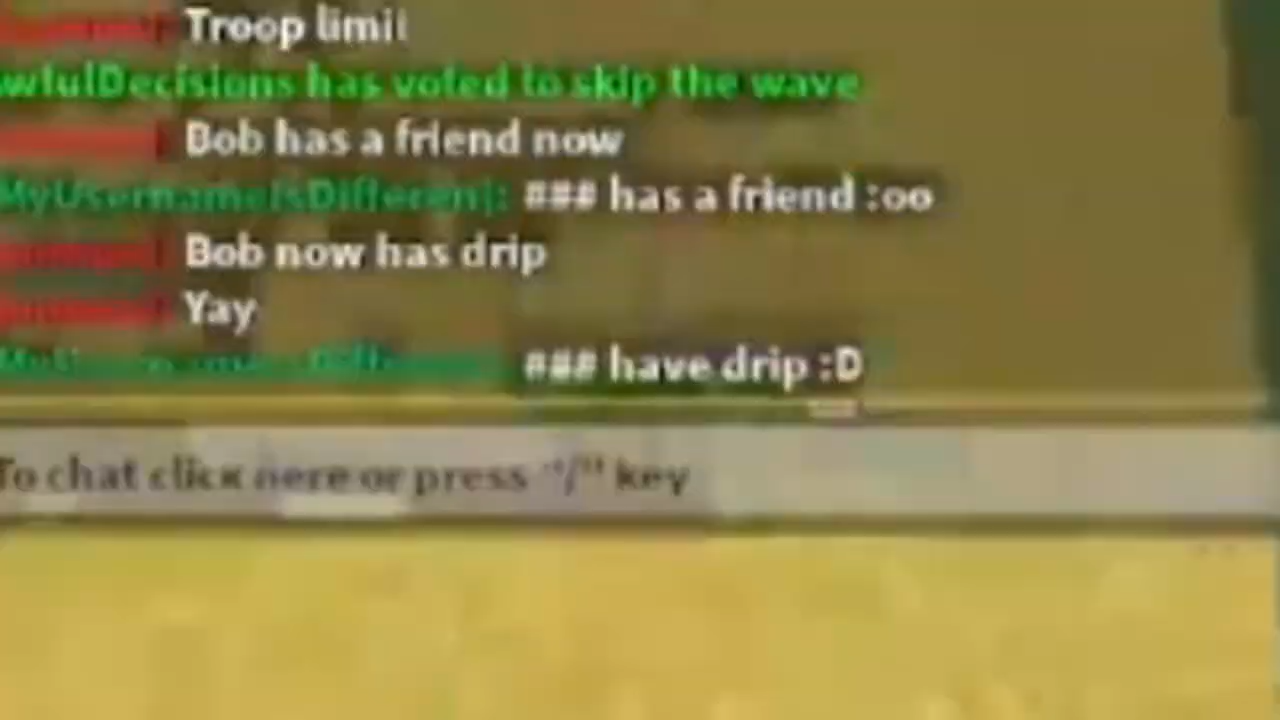 Troop limit
wfulDecisions has voted to skip the wave
Bob has a friend now
MyUsernameIsDifferent: ### has a friend :oo
Bob now has drip
Yay
### have drip :D
To chat click here or press "/" key